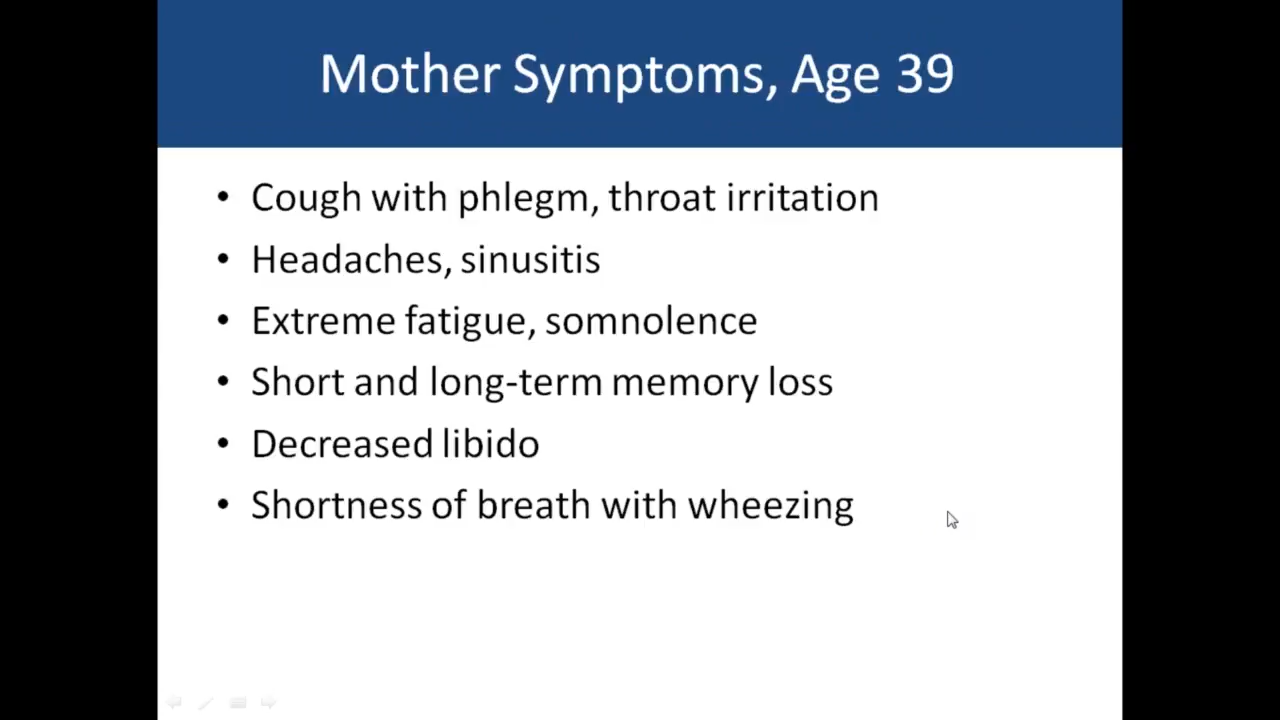 Mother Symptoms, Age 39
• Cough with phlegm, throat irritation
• Headaches, sinusitis
• Extreme fatigue, somnolence
• Short and long-term memory loss
• Decreased libido
• Shortness of breath with wheezing